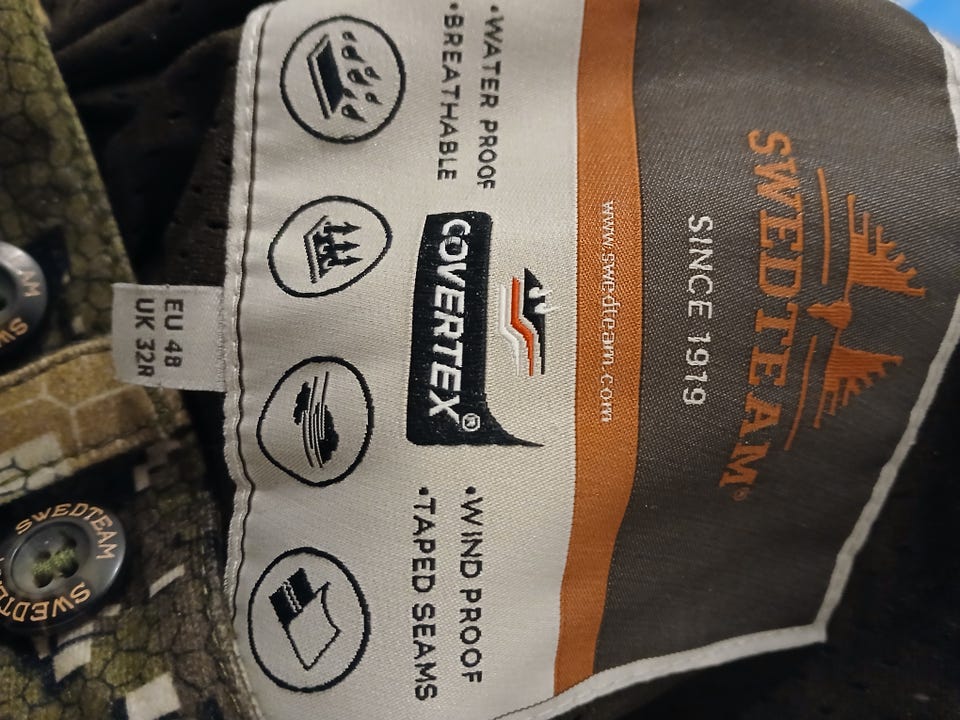 SWEDTEAM®
SINCE 1919
www.swedteam.com
•WATER PROOF
•BREATHABLE
COVERTEX®
•WIND PROOF
•TAPED SEAMS
EU 48
UK 32R
SWEDTEAM
SWEDTEAM